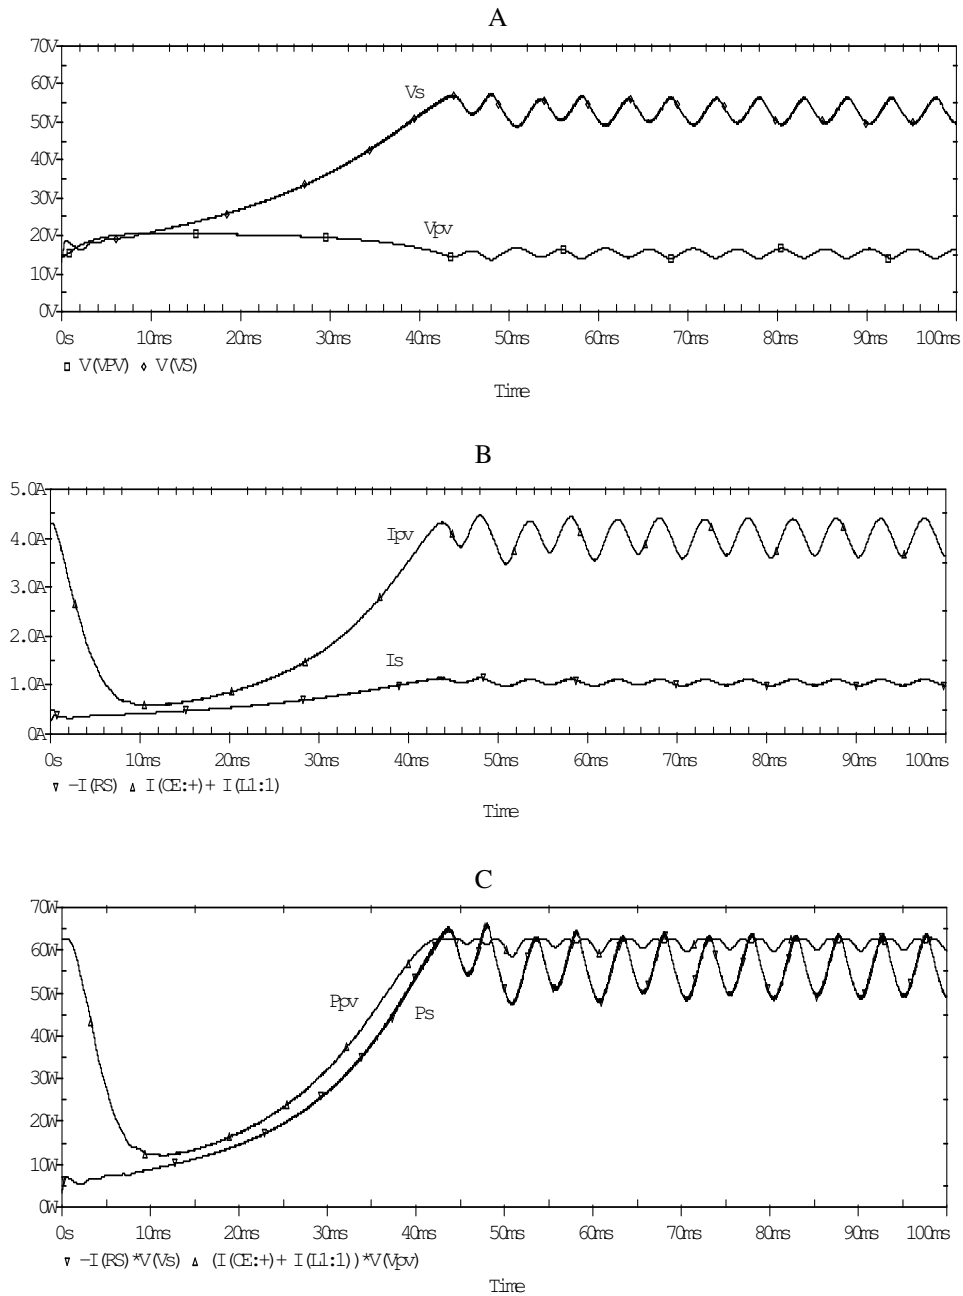 A
70V
60V
Vs
50V
40V
30V
Vpv
20V
10V
0V
0s 10ms 20ms 30ms 40ms 50ms 60ms 70ms 80ms 90ms 100ms
V(VPV) V(VS)
Time
B
5.0A
Ipv
4.0A
3.0A
2.0A
Is
1.0A
0A
0s 10ms 20ms 30ms 40ms 50ms 60ms 70ms 80ms 90ms 100ms
-I(RS) I(CE:+)+ I(L1:1)
Time
C
70W
60W
50W
Ppv Ps
40W
30W
20W
10W
0W
0s 10ms 20ms 30ms 40ms 50ms 60ms 70ms 80ms 90ms 100ms
-I(RS)*V(Vs) (I(CE:+)+ I(L1:1))*V(Vpv)
Time